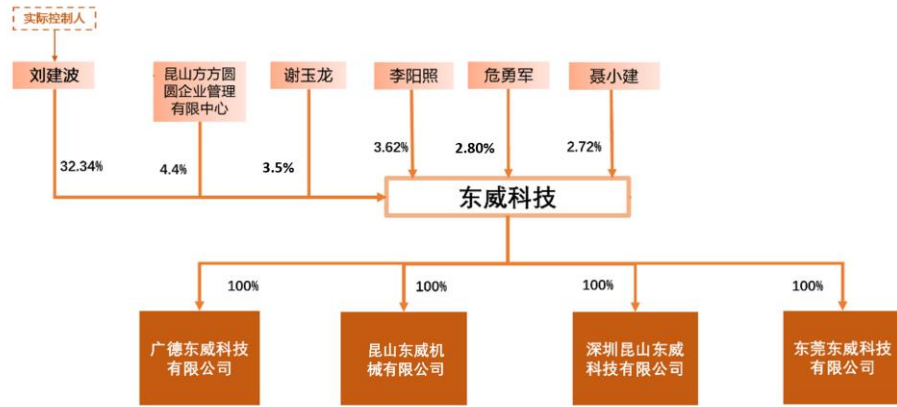 实际控制人
刘建波
昆山方方圆
圆企业管理
有限中心
谢玉龙
李阳照
危勇军
聂小建
32.34%
4.4%
3.5%
3.62%
2.80%
2.72%
东威科技
100%
100%
100%
100%
广德东威科技
有限公司
昆山东威机
械有限公司
深圳昆山东威
科技有限公司
东莞东威科技
有限公司